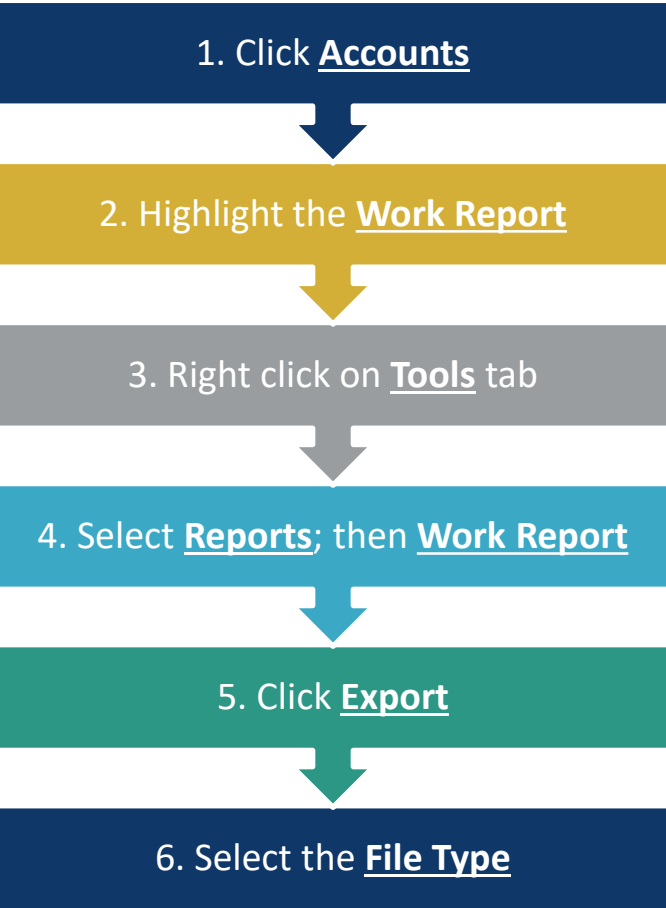 1. Click Accounts
2. Highlight the Work Report
3. Right click on Tools tab
4. Select Reports; then Work Report
5. Click Export
6. Select the File Type